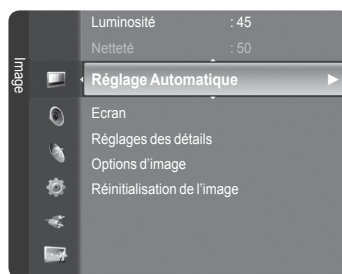 Image
Luminosité : 45
Netteté : 50
Réglage Automatique
Ecran
Réglages des détails
Options d'image
Réinitialisation de l'image